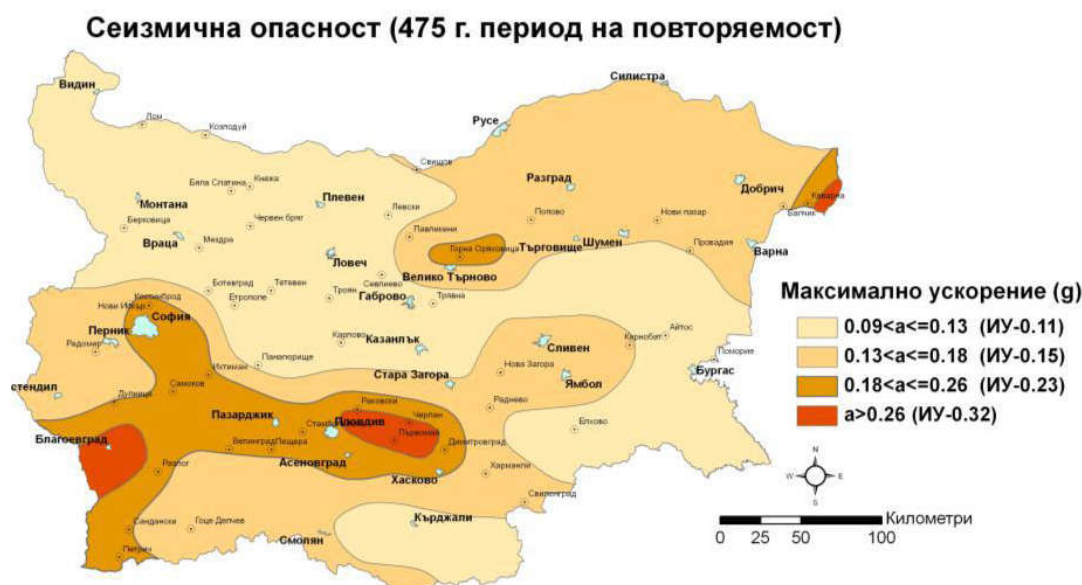 Сеизмична опасност (475 г. период на повторяемост)
Видин
Силистра
Лом
Козлодуй
Русе
Свищов
Бяла Слатина
Кнежа
Разград
Добрич
Каварна
Балчик
Монтана
Плевен
Левски
Попово
Нови пазар
Берковица
Червен бряг
Павликени
Враца
Мездра
Горна Оряховица
Търговище
Шумен
Провадия
Варна
Ловеч
Велико Търново
Севлиево
Ботевград
Тетевен
Троян
Габрово
Трявна
Етрополе
Костинброд
Нови Искър
София
Перник
Радомир
Карлово
Казанлък
Сливен
Карнобат
Айтос
Поморие
Панагюрище
Нова Загора
Бургас
Ихтиман
Стара Загора
Ямбол
стендил
Дупница
Самоков
Раднево
Пазарджик
Раковски
Чирпан
Пловдив
Първомай
Елхово
Благоевград
Велинград
Пещера
Асеновград
Димитровград
Хасково
Харманли
Разлог
Свиленград
Сандански
Гоце Делчев
Кърджали
Смолян
Петрич
Максимално ускорение (g)
0.09<a<=0.13 (ИУ-0.11)
0.13<a<=0.18 (ИУ-0.15)
0.18<a<=0.26 (ИУ-0.23)
a>0.26 (ИУ-0.32)
N
W E
S
Километри
0 25 50 100